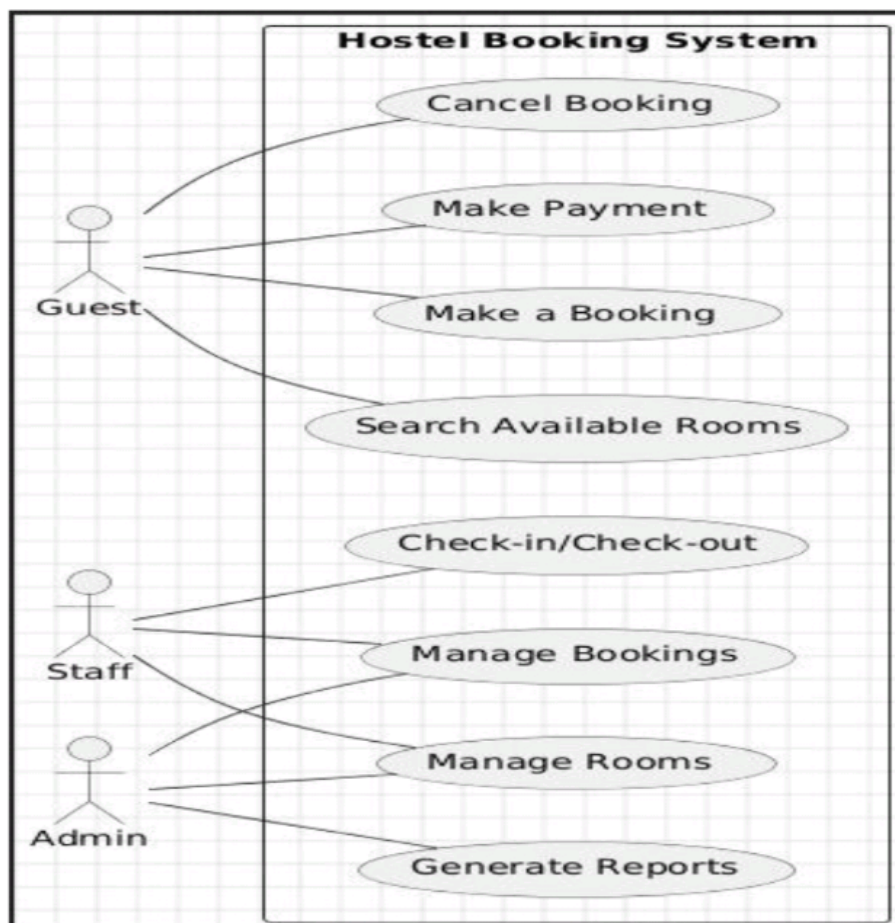 Hostel Booking System
Cancel Booking
Make Payment
Make a Booking
Guest
Search Available Rooms
Check-in/Check-out
Manage Bookings
Staff
Manage Rooms
Admin
Generate Reports